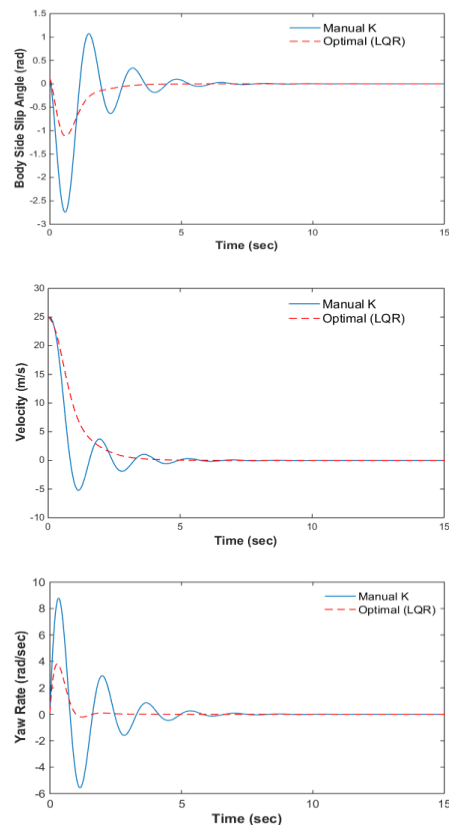 1.5
1
0.5
0
-0.5
-1
-1.5
-2
-2.5
-3
Body Side Slip Angle (rad)
Manual K
Optimal (LQR)
0 5 10 15
Time (sec)
30
25
20
15
10
5
0
-5
-10
Velocity (m/s)
Manual K
Optimal (LQR)
0 5 10 15
Time (sec)
10
8
6
4
2
0
-2
-4
-6
Yaw Rate (rad/sec)
Manual K
Optimal (LQR)
0 5 10 15
Time (sec)